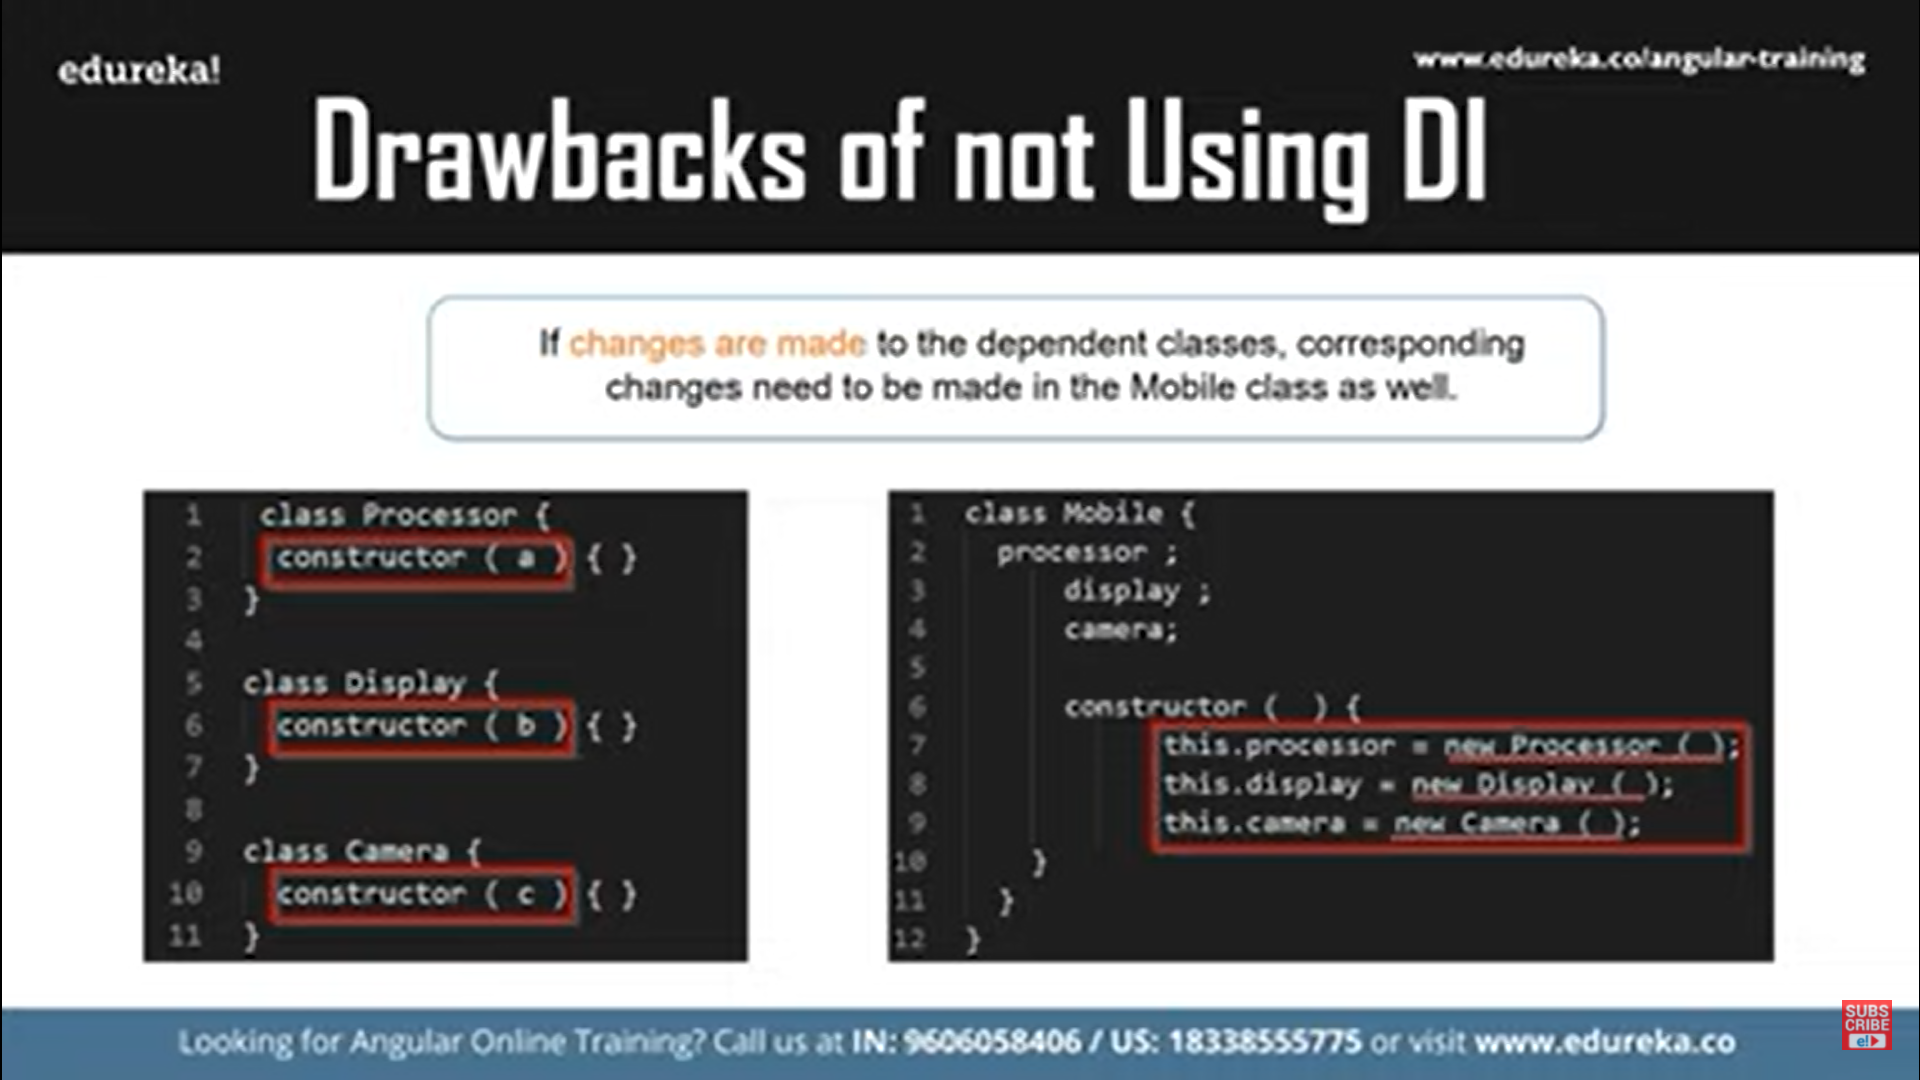 edureka!
www.edureka.co/angular-training
Drawbacks of not Using DI
If changes are made to the dependent classes, corresponding
changes need to be made in the Mobile class as well.
1 class Processor {
2 constructor ( a ) { }
3 }
4
5 class Display {
6 constructor ( b ) { }
7 }
8
9 class Camera {
10 constructor ( c ) { }
11 }
1 class Mobile {
2 processor ;
3 display ;
4 camera;
5
6 constructor ( ) {
7 this.processor = new Processor ( );
8 this.display = new Display ( );
9 this.camera = new Camera ( );
10 }
11 }
12 }
Looking for Angular Online Training? Call us at IN: 9606058406 / US: 18338555775 or visit www.edureka.co
SUBS
CRIBE
e!